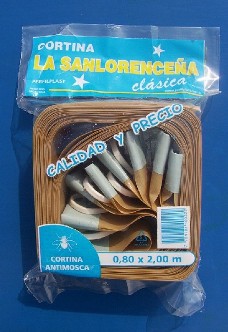 CORTINA
LA SANLORENCEÑA
clásica
CALIDAD Y PRECIO
CORTINA
ANTIMOSCA
0,80 x 2,00 m